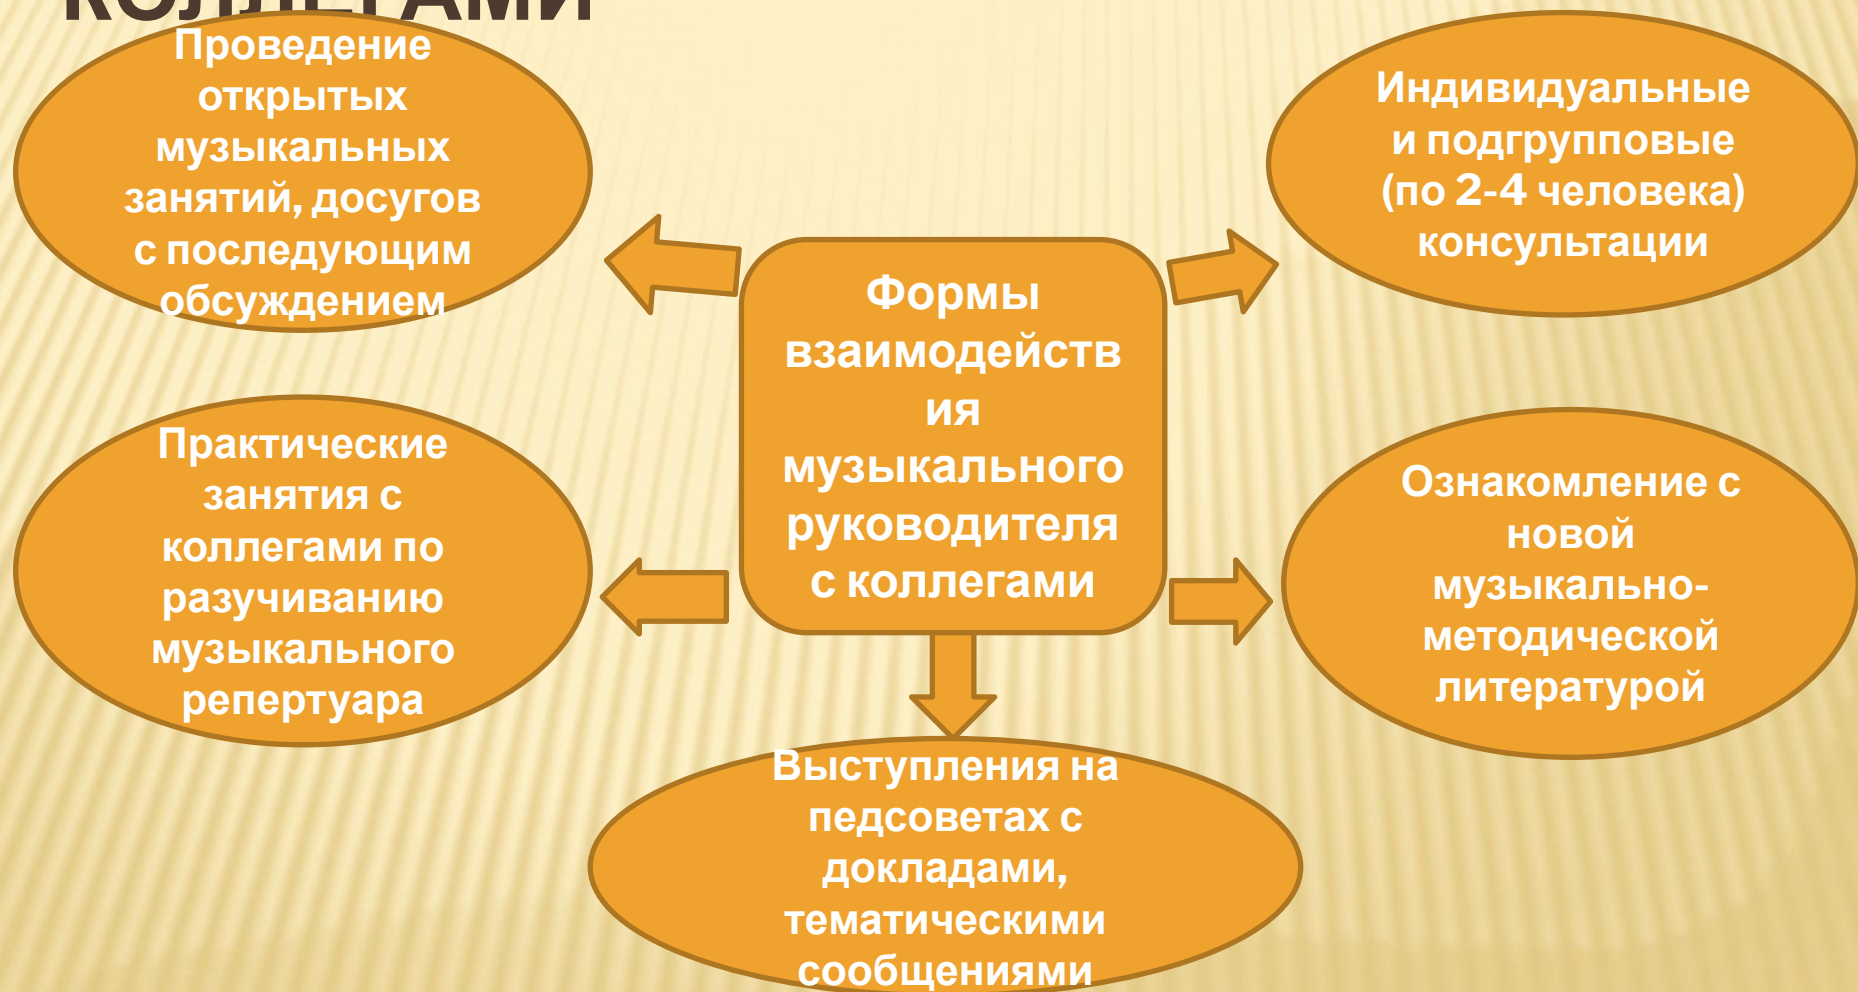 КОЛЛЕГАМИ
Проведение
открытых
музыкальных
занятий, досугов
с последующим
обсуждением
Индивидуальные
и подгрупповые
(по 2-4 человека)
консультации
Формы
взаимодейств
ия
музыкального
руководителя
с коллегами
Практические
занятия с
коллегами по
разучиванию
музыкального
репертуара
Ознакомление с
новой
музыкально-
методической
литературой
Выступления на
педсоветах с
докладами,
тематическими
сообщениями